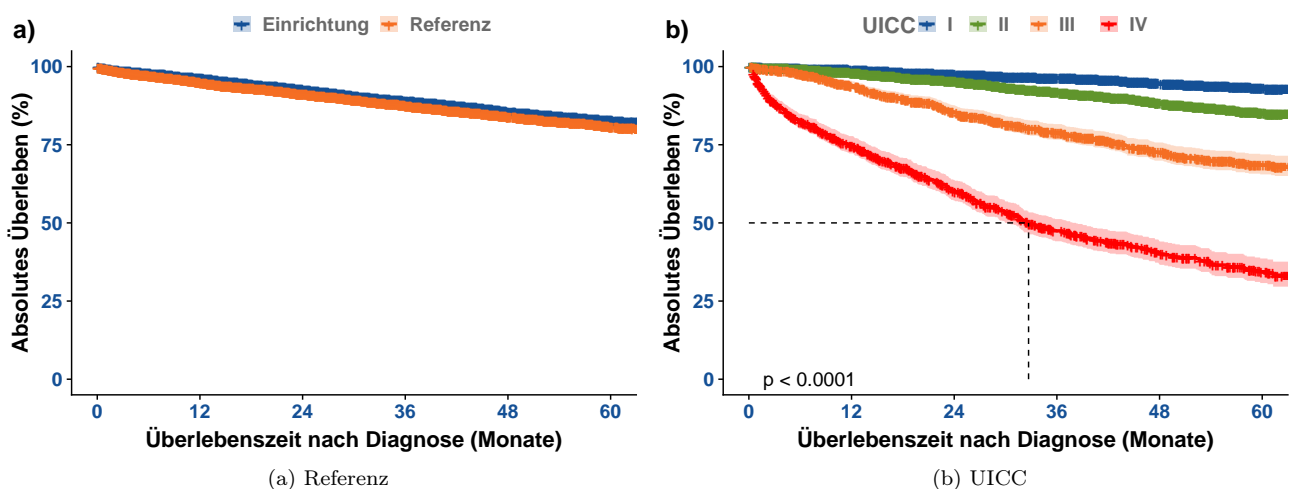 a)
Einrichtung Referenz
Absolutes Überleben (%)
100
75
50
25
0
0 12 24 36 48 60
Überlebenszeit nach Diagnose (Monate)
(a) Referenz
b)
UICC I II III IV
Absolutes Überleben (%)
100
75
50
25
0
p < 0.0001
0 12 24 36 48 60
Überlebenszeit nach Diagnose (Monate)
(b) UICC